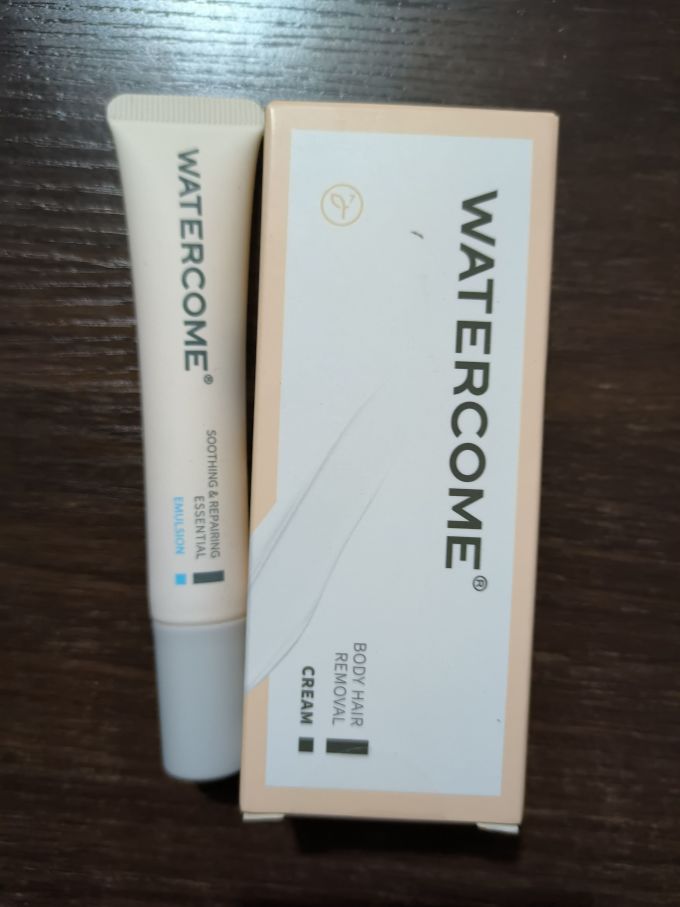 WATERCOME®
SOOTHING & REPAIRING
ESSENTIAL
EMULSION
WATERCOME®
BODY HAIR
REMOVAL
CREAM